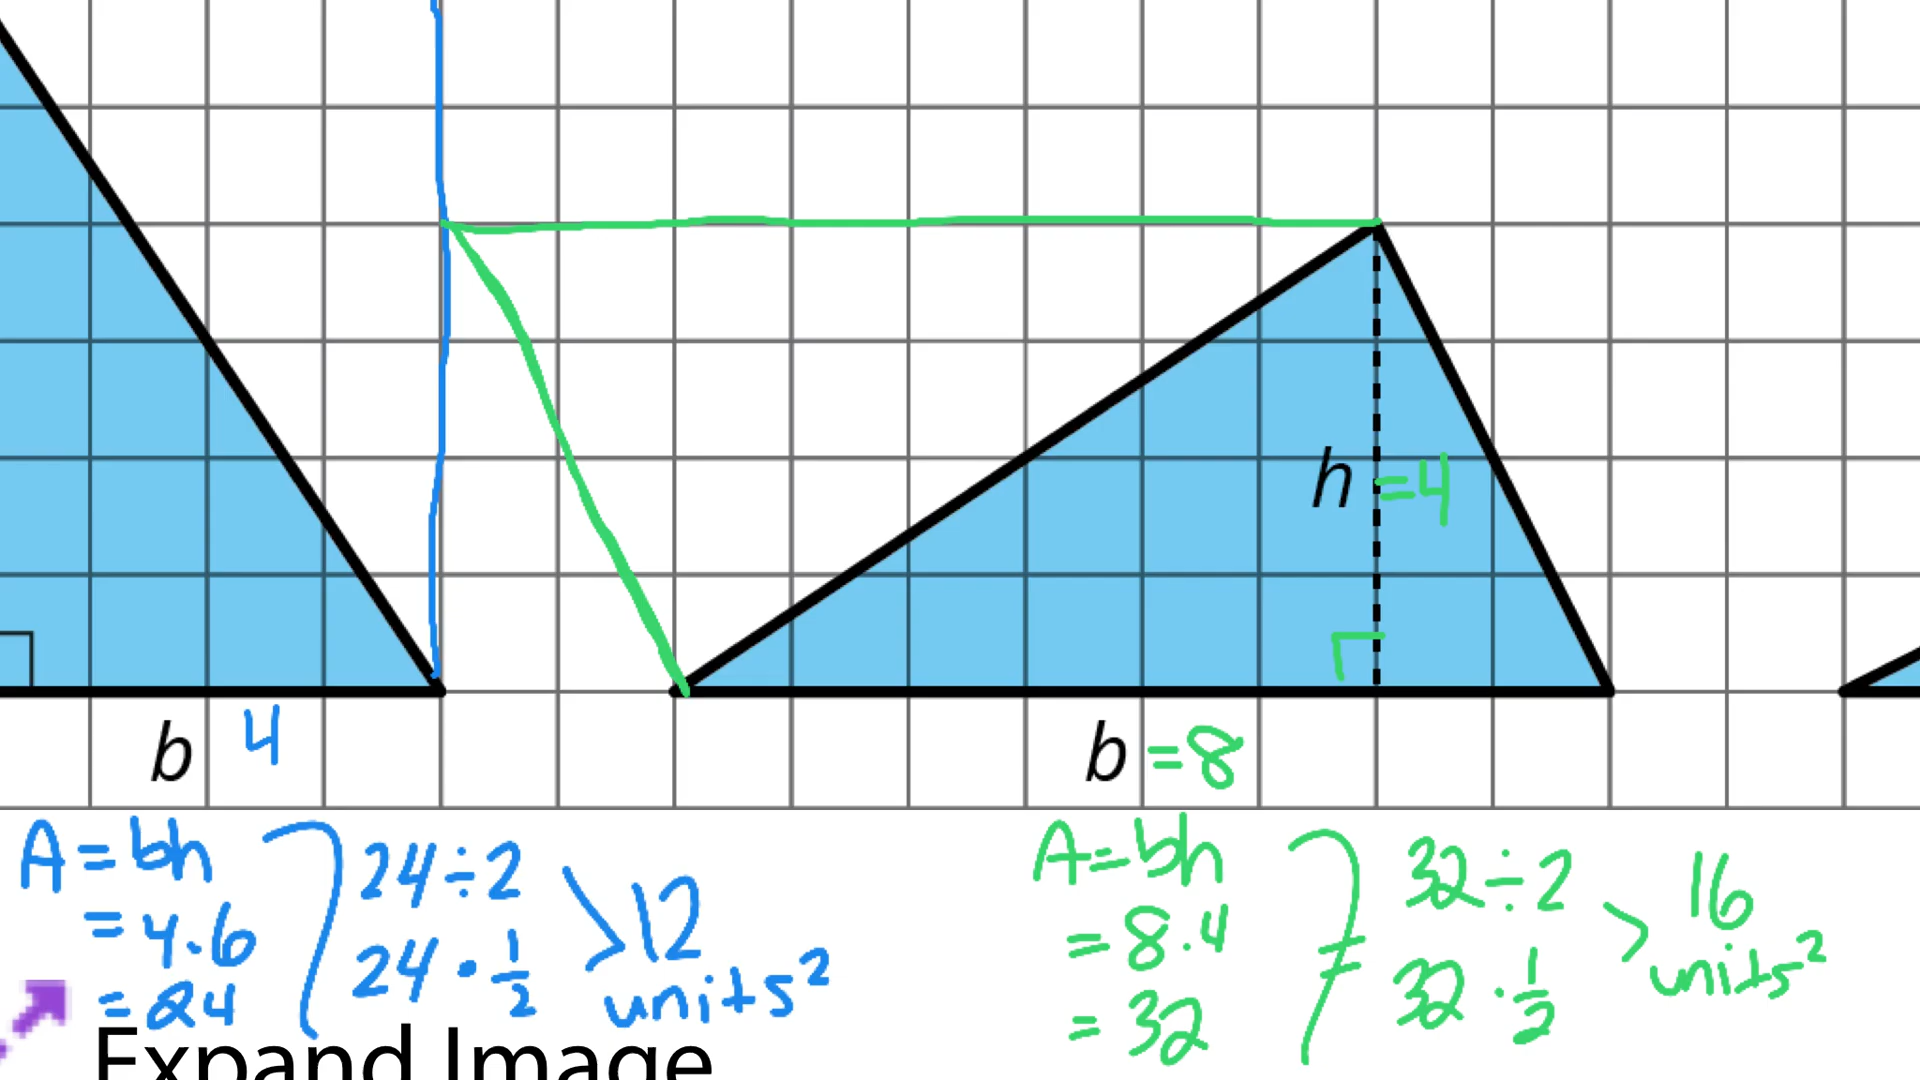 h =4
b 4
b =8
A=bh
=4·6
=24
24÷2
24·1/2
>12
units²
A=bh
=8·4
=32
32÷2
32·1/2
>16
units²
Expand Image